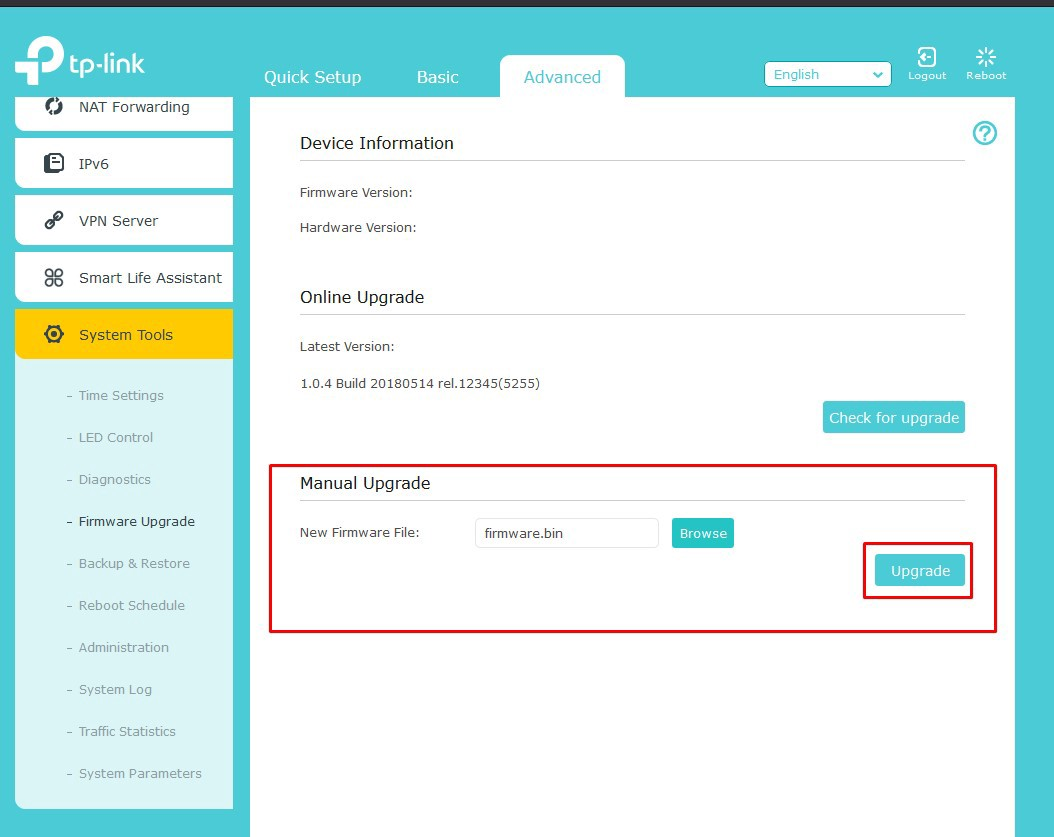 tp-link
Quick Setup
Basic
Advanced
English
Logout
Reboot
NAT Forwarding
IPv6
VPN Server
Smart Life Assistant
System Tools
- Time Settings
- LED Control
- Diagnostics
- Firmware Upgrade
- Backup & Restore
- Reboot Schedule
- Administration
- System Log
- Traffic Statistics
- System Parameters
?
Device Information
Firmware Version:
Hardware Version:
Online Upgrade
Latest Version:
1.0.4 Build 20180514 rel.12345(5255)
Check for upgrade
Manual Upgrade
New Firmware File:
firmware.bin
Browse
Upgrade